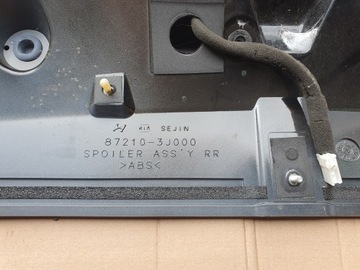 KIA SEJIN
87210-3J000
SPOILER ASS'Y RR
>ABS<